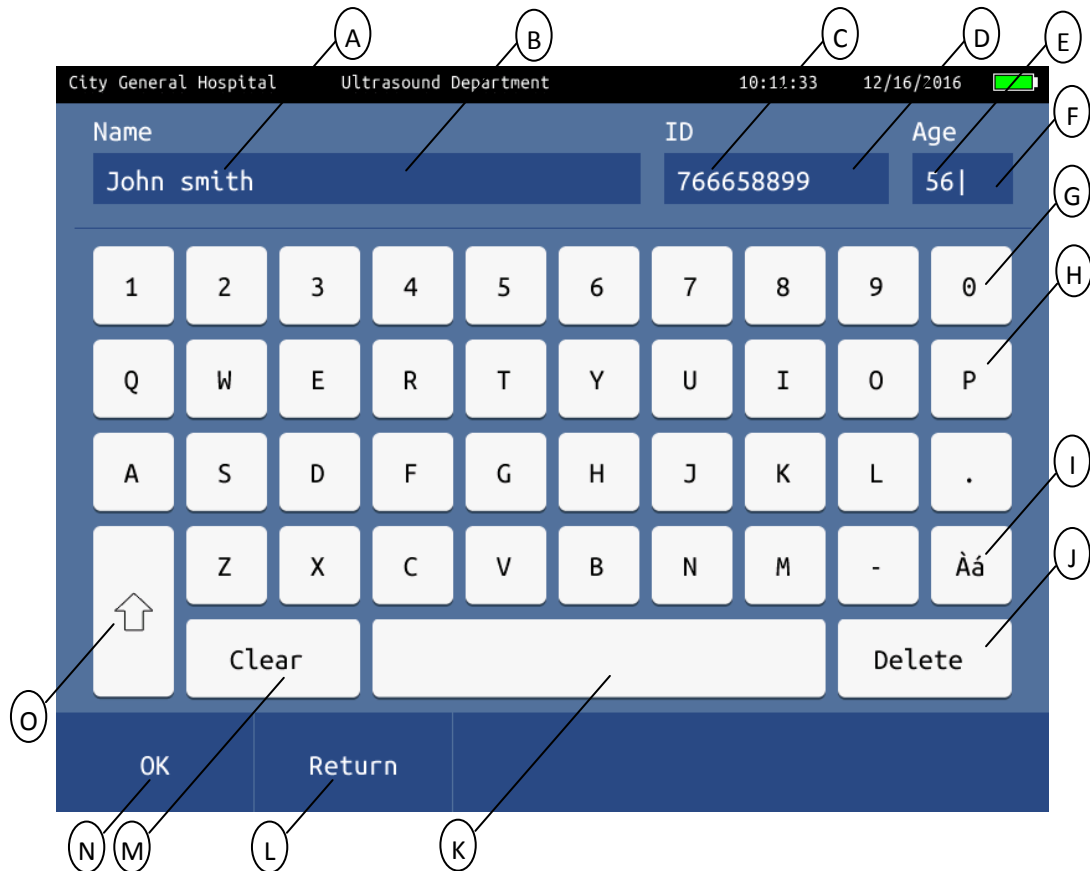 A B C D E
City General Hospital Ultrasound Department 10:11:33 12/16/2016
F
Name ID Age
John smith 766658899 56|
G
1 2 3 4 5 6 7 8 9 0
H
Q W E R T Y U I O P
A S D F G H J K L .
I
Z X C V B N M - Àá
J
Clear Delete
O
OK Return
N M L K